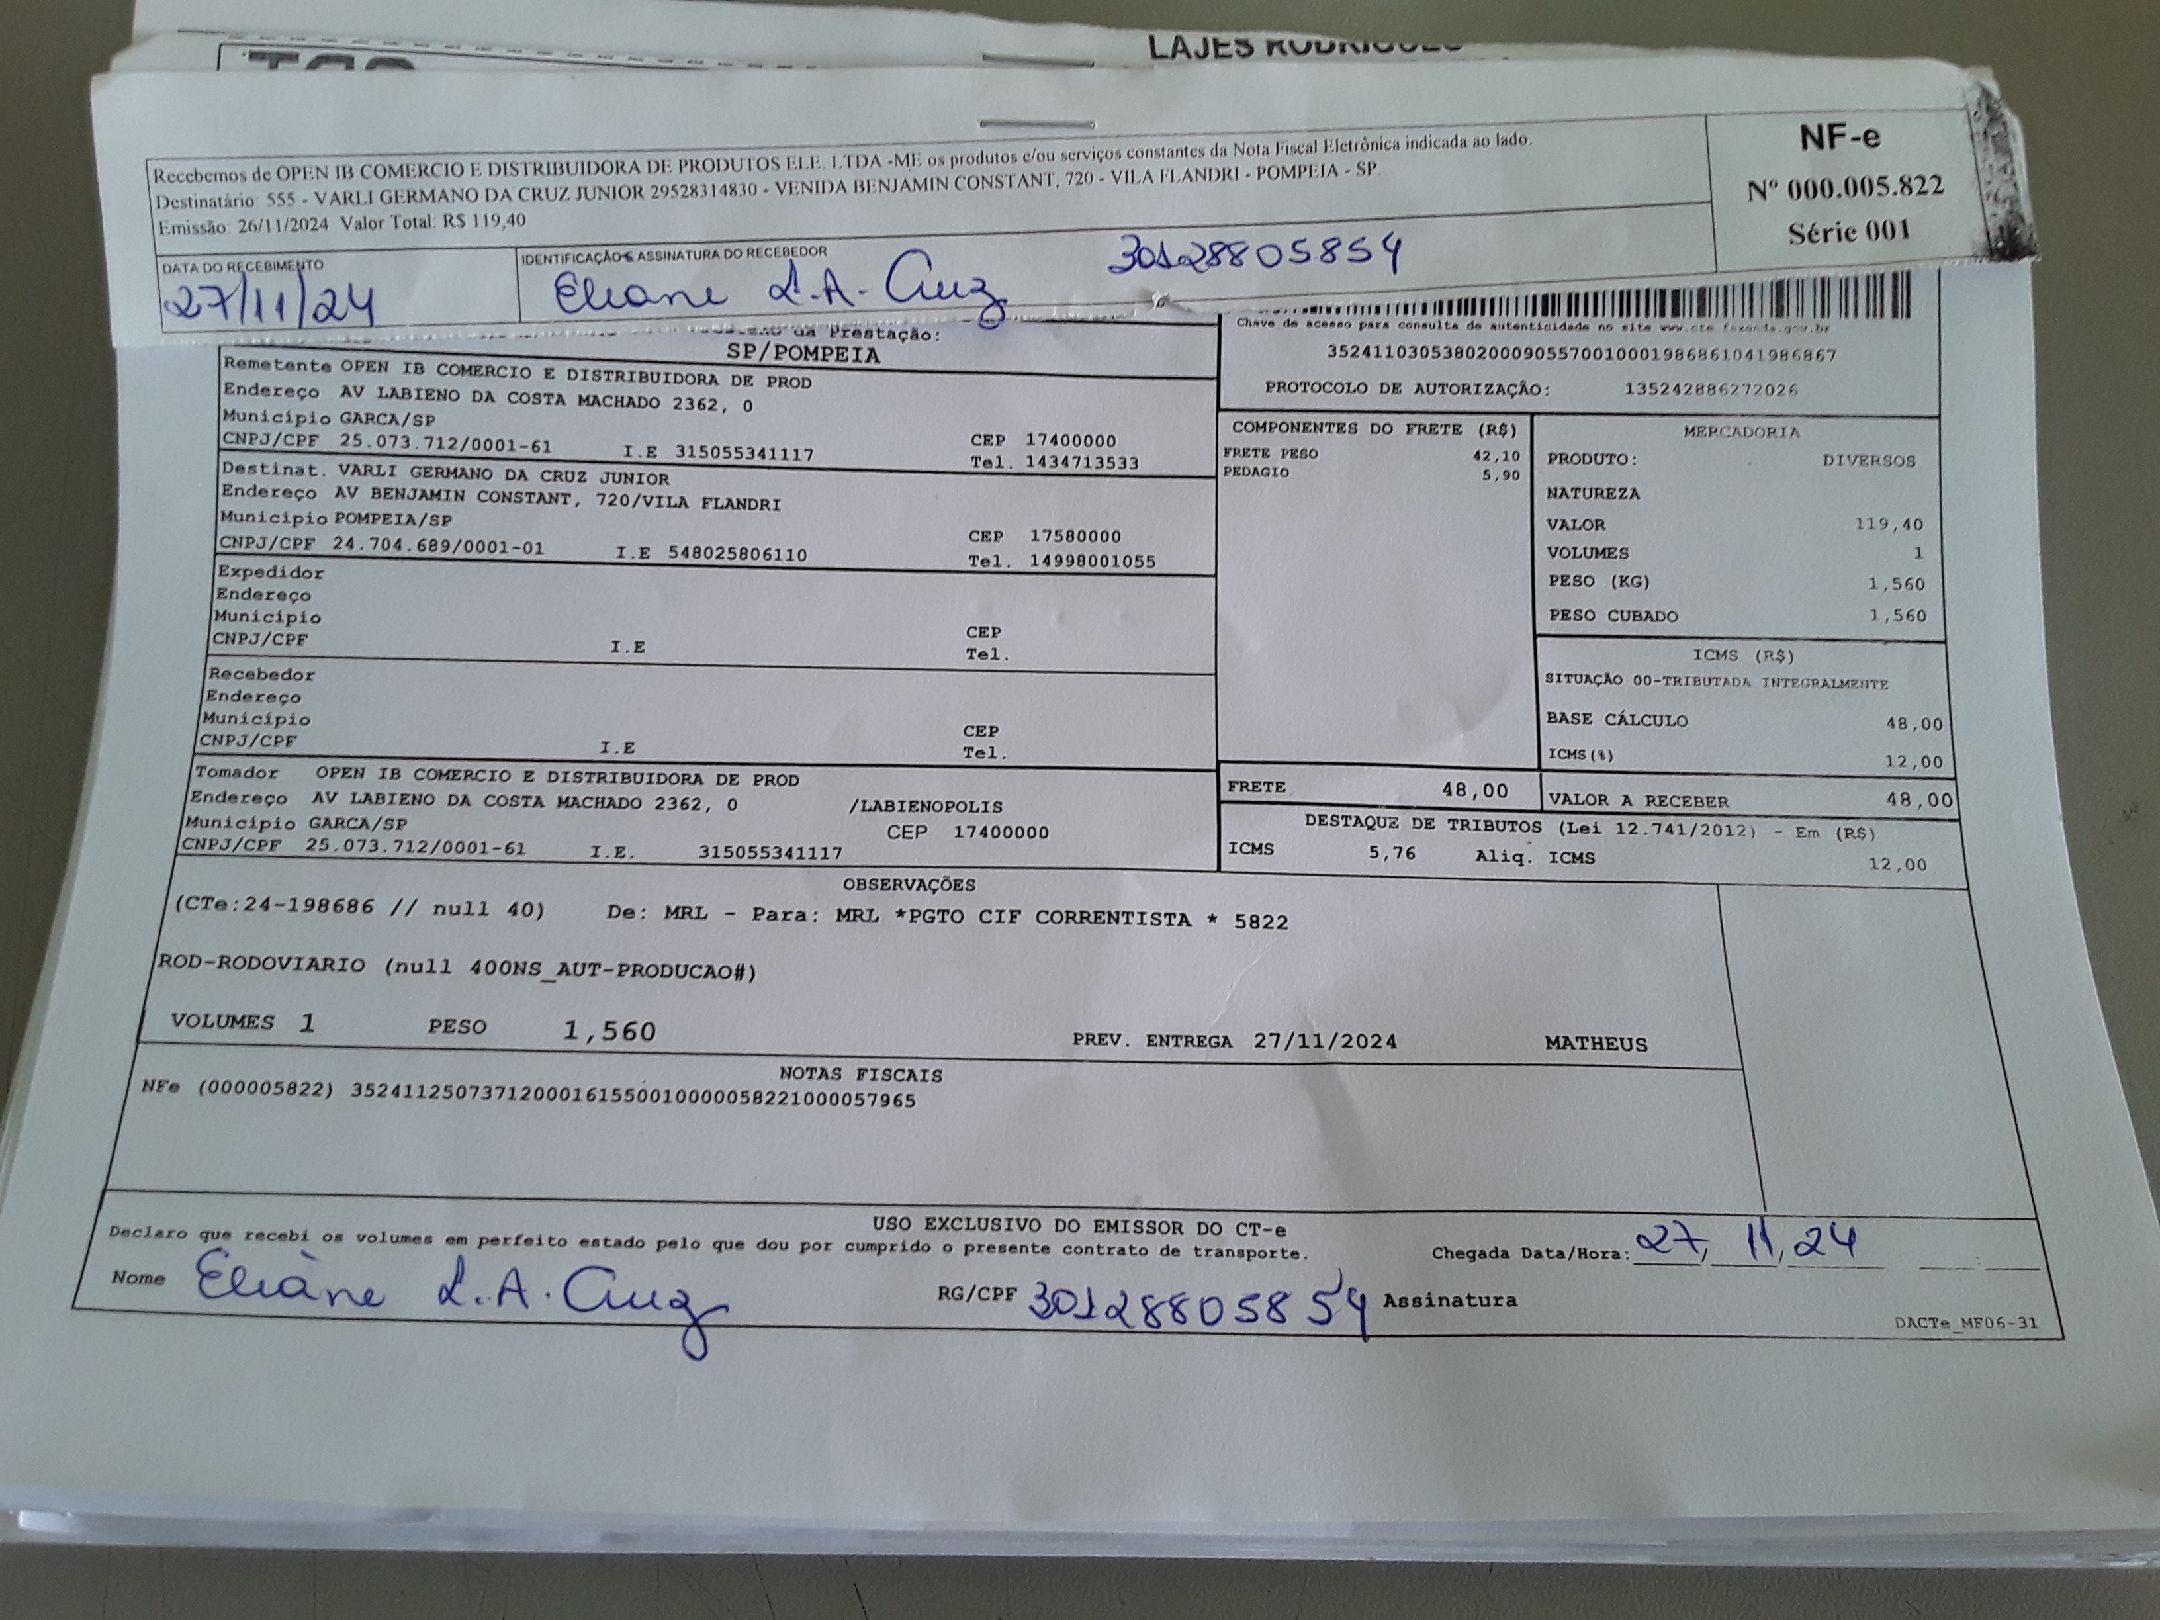 LAJES RODRIGUES
Recebemos de OPEN IB COMERCIO E DISTRIBUIDORA DE PRODUTOS ELE. LTDA -ME os produtos e/ou serviços constantes da Nota Fiscal Eletrônica indicada ao lado.
Destinatário: 555 - VARLI GERMANO DA CRUZ JUNIOR 29528314830 - VENIDA BENJAMIN CONSTANT, 720 - VILA FLANDRI - POMPEIA - SP.
Emissão: 26/11/2024 Valor Total: R$ 119,40
NF-e
Nº 000.005.822
Série 001
DATA DO RECEBIMENTO
27/11/24
IDENTIFICAÇÃO E ASSINATURA DO RECEBEDOR
Eliane L.A. Cruz 30128805854
da Prestação:
SP/POMPEIA
Chave de acesso para consulta de autenticidade no site www.cte.fazenda.gov.br
35241103053802000905570010001986861041986867
PROTOCOLO DE AUTORIZAÇÃO: 135242886272026
Remetente OPEN IB COMERCIO E DISTRIBUIDORA DE PROD
Endereço AV LABIENO DA COSTA MACHADO 2362, 0
Município GARCA/SP CEP 17400000
CNPJ/CPF 25.073.712/0001-61 I.E 315055341117 Tel. 1434713533
Destinat. VARLI GERMANO DA CRUZ JUNIOR
Endereço AV BENJAMIN CONSTANT, 720/VILA FLANDRI
Município POMPEIA/SP CEP 17580000
CNPJ/CPF 24.704.689/0001-01 I.E 548025806110 Tel. 14998001055
Expedidor
Endereço
Município CEP
CNPJ/CPF I.E Tel.
Recebedor
Endereço
Município CEP
CNPJ/CPF I.E Tel.
Tomador OPEN IB COMERCIO E DISTRIBUIDORA DE PROD
Endereço AV LABIENO DA COSTA MACHADO 2362, 0 /LABIENOPOLIS
Município GARCA/SP CEP 17400000
CNPJ/CPF 25.073.712/0001-61 I.E. 315055341117
COMPONENTES DO FRETE (R$)
FRETE PESO 42,10
PEDAGIO 5,90
MERCADORIA
PRODUTO: DIVERSOS
NATUREZA
VALOR 119,40
VOLUMES 1
PESO (KG) 1,560
PESO CUBADO 1,560
ICMS (R$)
SITUAÇÃO 00-TRIBUTADA INTEGRALMENTE
BASE CÁLCULO 48,00
ICMS(%) 12,00
FRETE 48,00
VALOR A RECEBER 48,00
DESTAQUE DE TRIBUTOS (Lei 12.741/2012) - Em (R$)
ICMS 5,76 Aliq. ICMS 12,00
OBSERVAÇÕES
(CTe:24-198686 // null 40) De: MRL - Para: MRL *PGTO CIF CORRENTISTA * 5822
ROD-RODOVIARIO (null 400NS_AUT-PRODUCAO#)
VOLUMES 1 PESO 1,560 PREV. ENTREGA 27/11/2024 MATHEUS
NOTAS FISCAIS
NFe (000005822) 35241125073712000161550010000058221000057965
USO EXCLUSIVO DO EMISSOR DO CT-e
Declaro que recebi os volumes em perfeito estado pelo que dou por cumprido o presente contrato de transporte. Chegada Data/Hora: 27, 11, 24
Nome Eliane L.A. Cruz RG/CPF 30128805854 Assinatura
DACTe_MF06-31